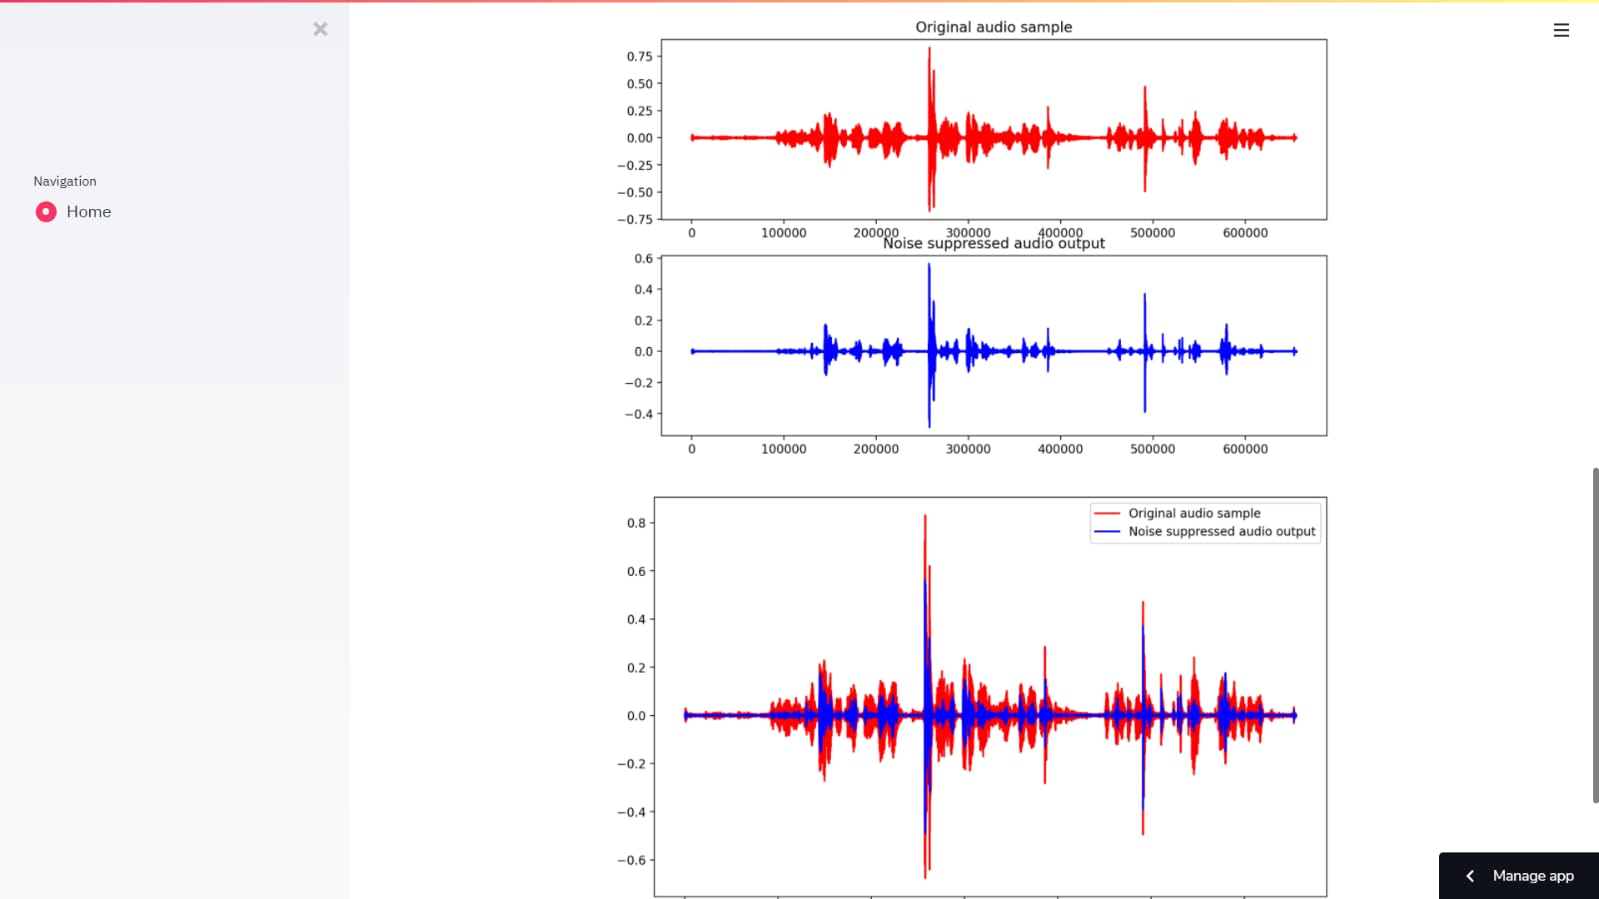 Original audio sample
0.75
0.50
0.25
0.00
−0.25
−0.50
−0.75
0 100000 200000 300000 400000 500000 600000
Noise suppressed audio output
0.6
0.4
0.2
0.0
−0.2
−0.4
0 100000 200000 300000 400000 500000 600000
Navigation
Home
Original audio sample
Noise suppressed audio output
0.8
0.6
0.4
0.2
0.0
−0.2
−0.4
−0.6
Manage app